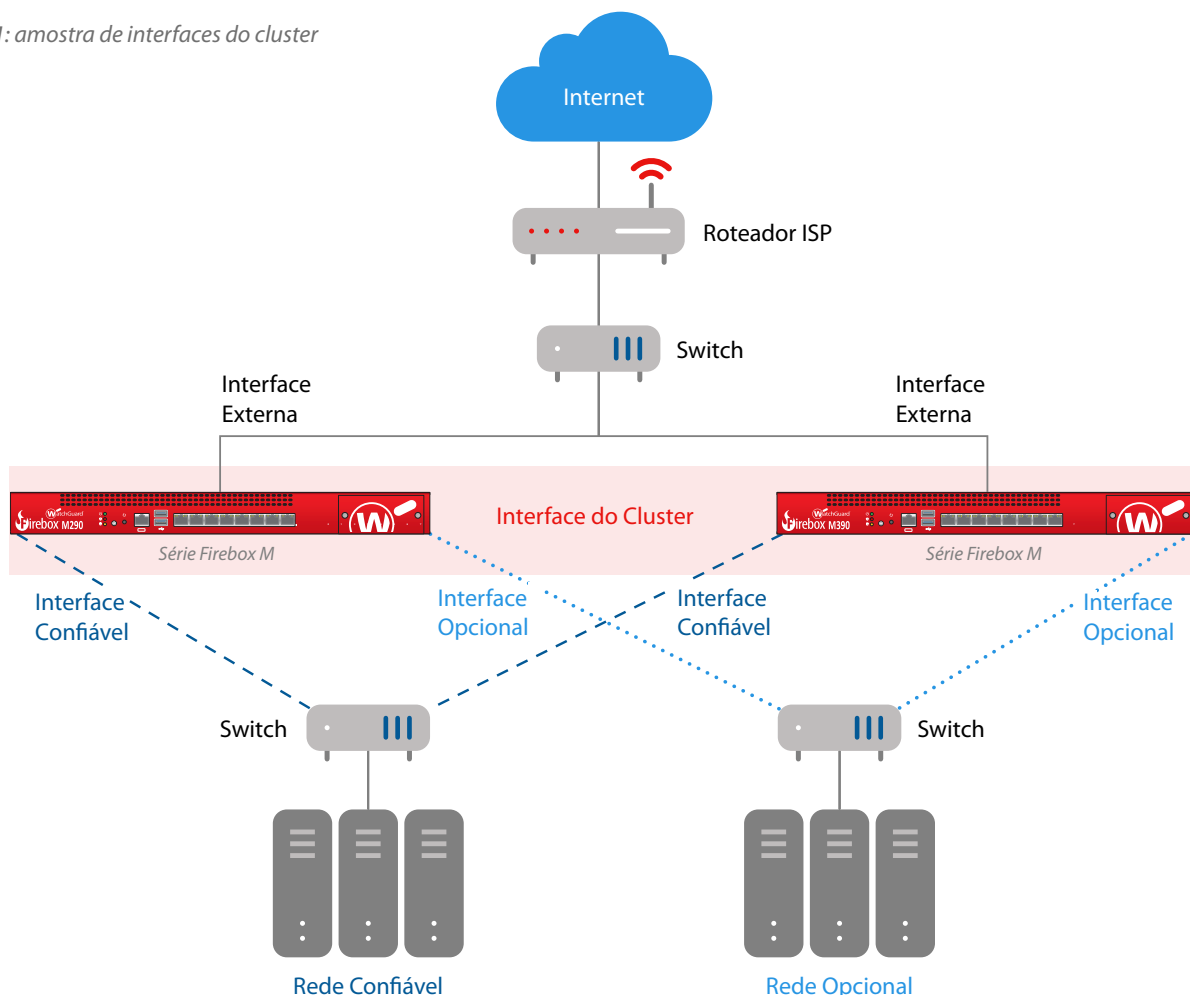 1: amostra de interfaces do cluster
Internet
Roteador ISP
Switch
Interface
Externa
Interface
Externa
WatchGuard
Firebox M290
Interface do Cluster
WatchGuard
Firebox M390
Série Firebox M
Série Firebox M
Interface
Confiável
Interface
Opcional
Interface
Confiável
Interface
Opcional
Switch
Switch
Rede Confiável
Rede Opcional